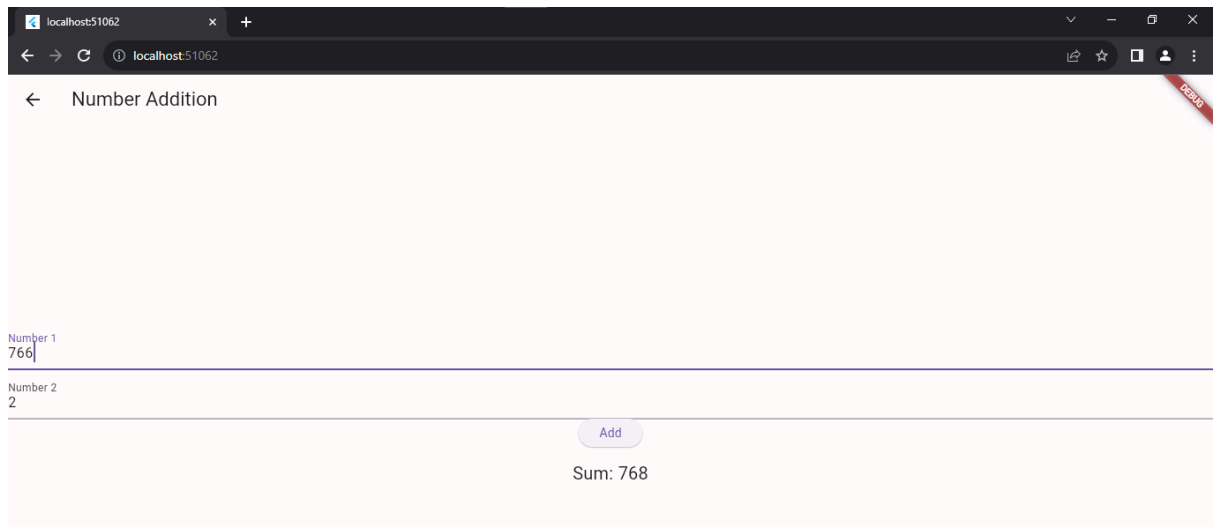 localhost:51062
localhost:51062
Number Addition
DEBUG
Number 1
766
Number 2
2
Add
Sum: 768